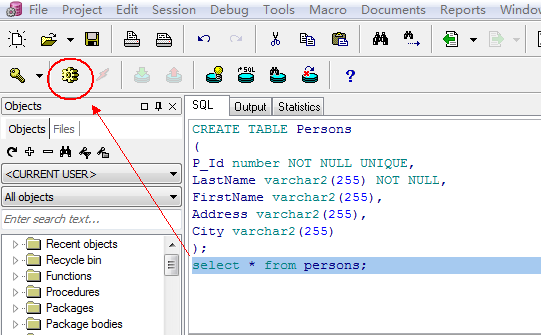 File Project Edit Session Debug Tools Macro Documents Reports Window
SQL
?
Objects
Objects Files
<CURRENT USER>
All objects
Enter search text...
Recent objects
Recycle bin
Functions
Procedures
Packages
Package bodies
SQL Output Statistics
CREATE TABLE Persons
(
P_Id number NOT NULL UNIQUE,
LastName varchar2(255) NOT NULL,
FirstName varchar2(255),
Address varchar2(255),
City varchar2(255)
);
select * from persons;